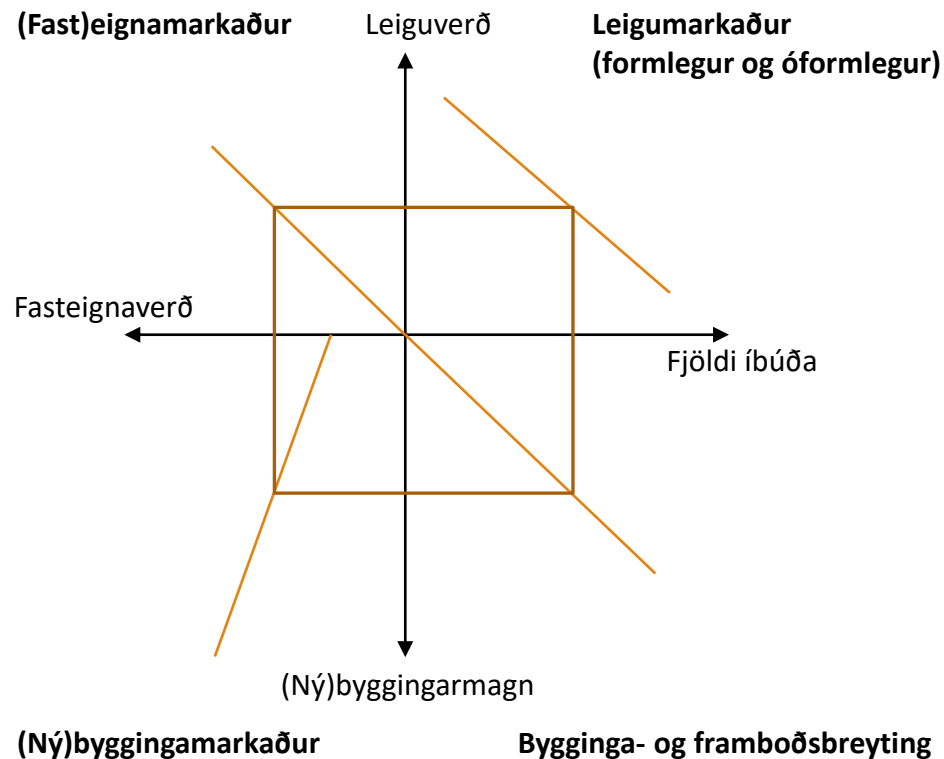 (Fast)eignamarkaður
Leiguverð
Leigumarkaður
(formlegur og óformlegur)
Fasteignaverð
Fjöldi íbúða
(Ný)byggingarmagn
(Ný)byggingamarkaður
Bygginga- og framboðsbreyting